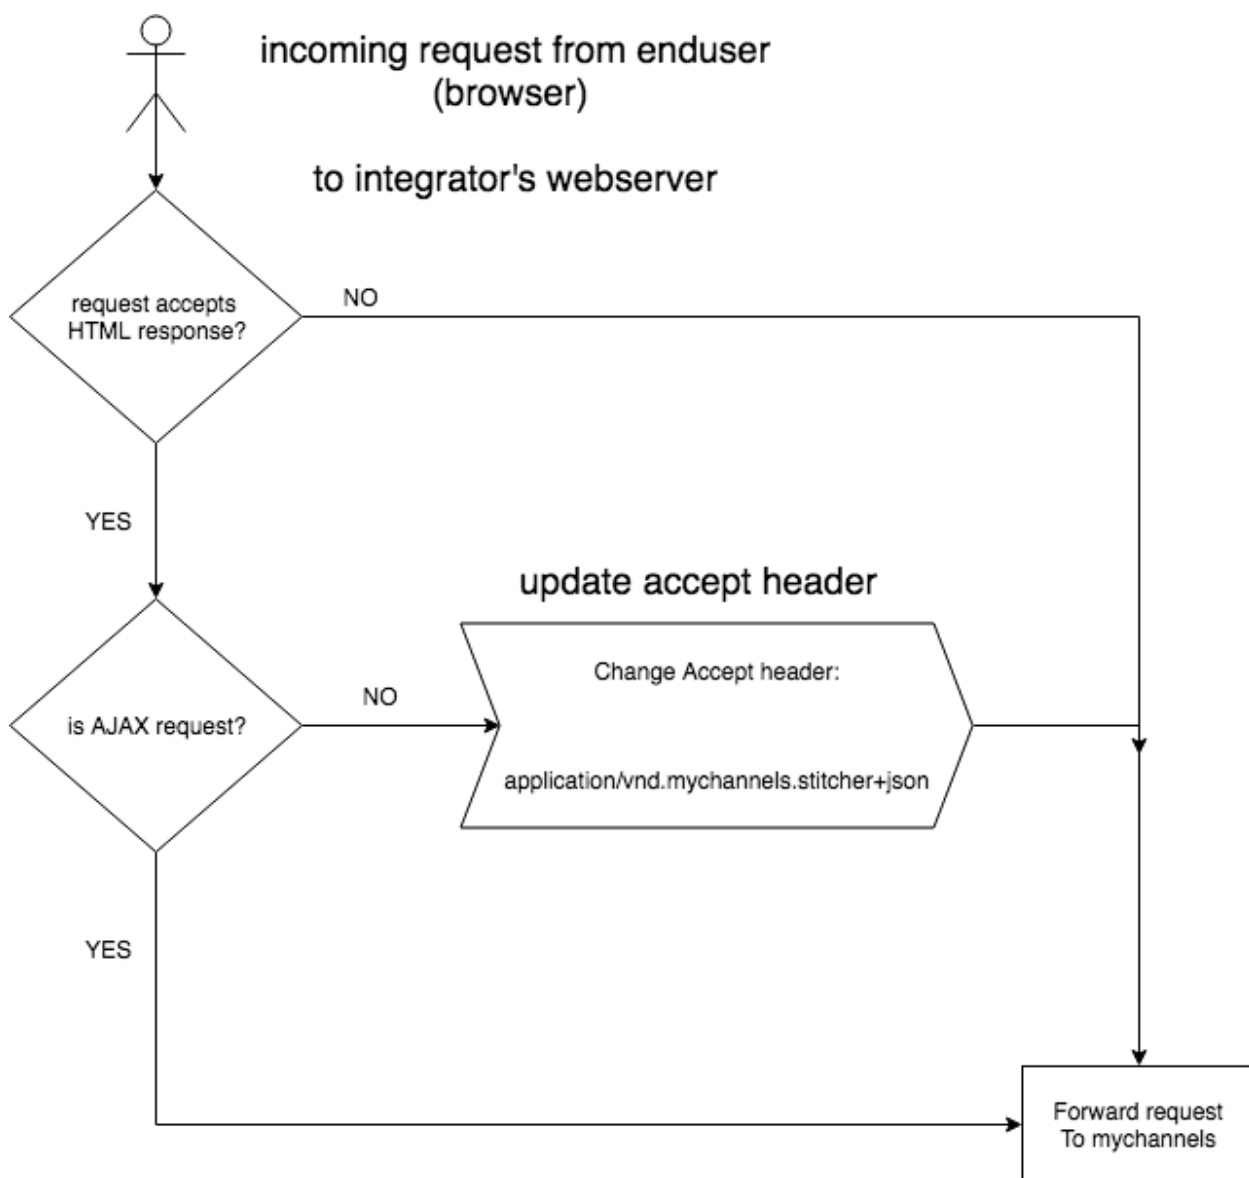 incoming request from enduser
(browser)
to integrator's webserver
request accepts
HTML response?
NO
YES
update accept header
Change Accept header:
is AJAX request?
NO
application/vnd.mychannels.stitcher+json
YES
Forward request
To mychannels